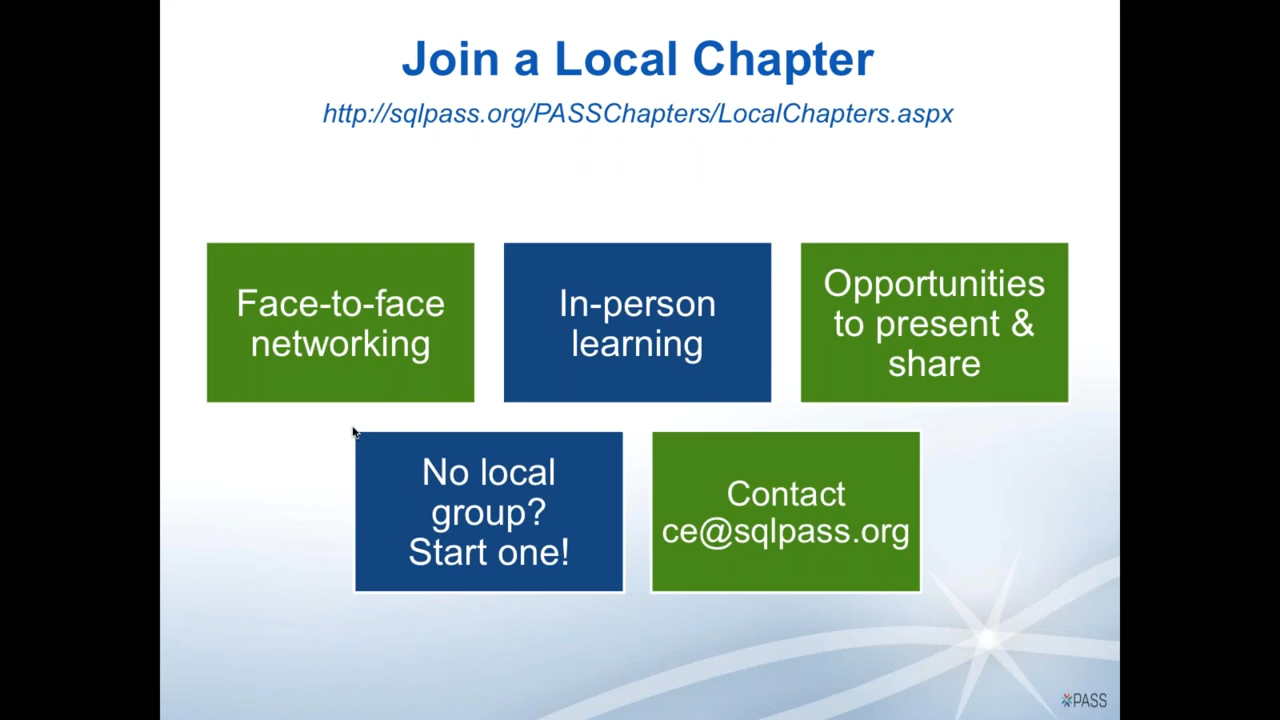 Join a Local Chapter
http://sqlpass.org/PASSChapters/LocalChapters.aspx
Face-to-face
networking
In-person
learning
Opportunities
to present &
share
No local
group?
Start one!
Contact
ce@sqlpass.org
PASS